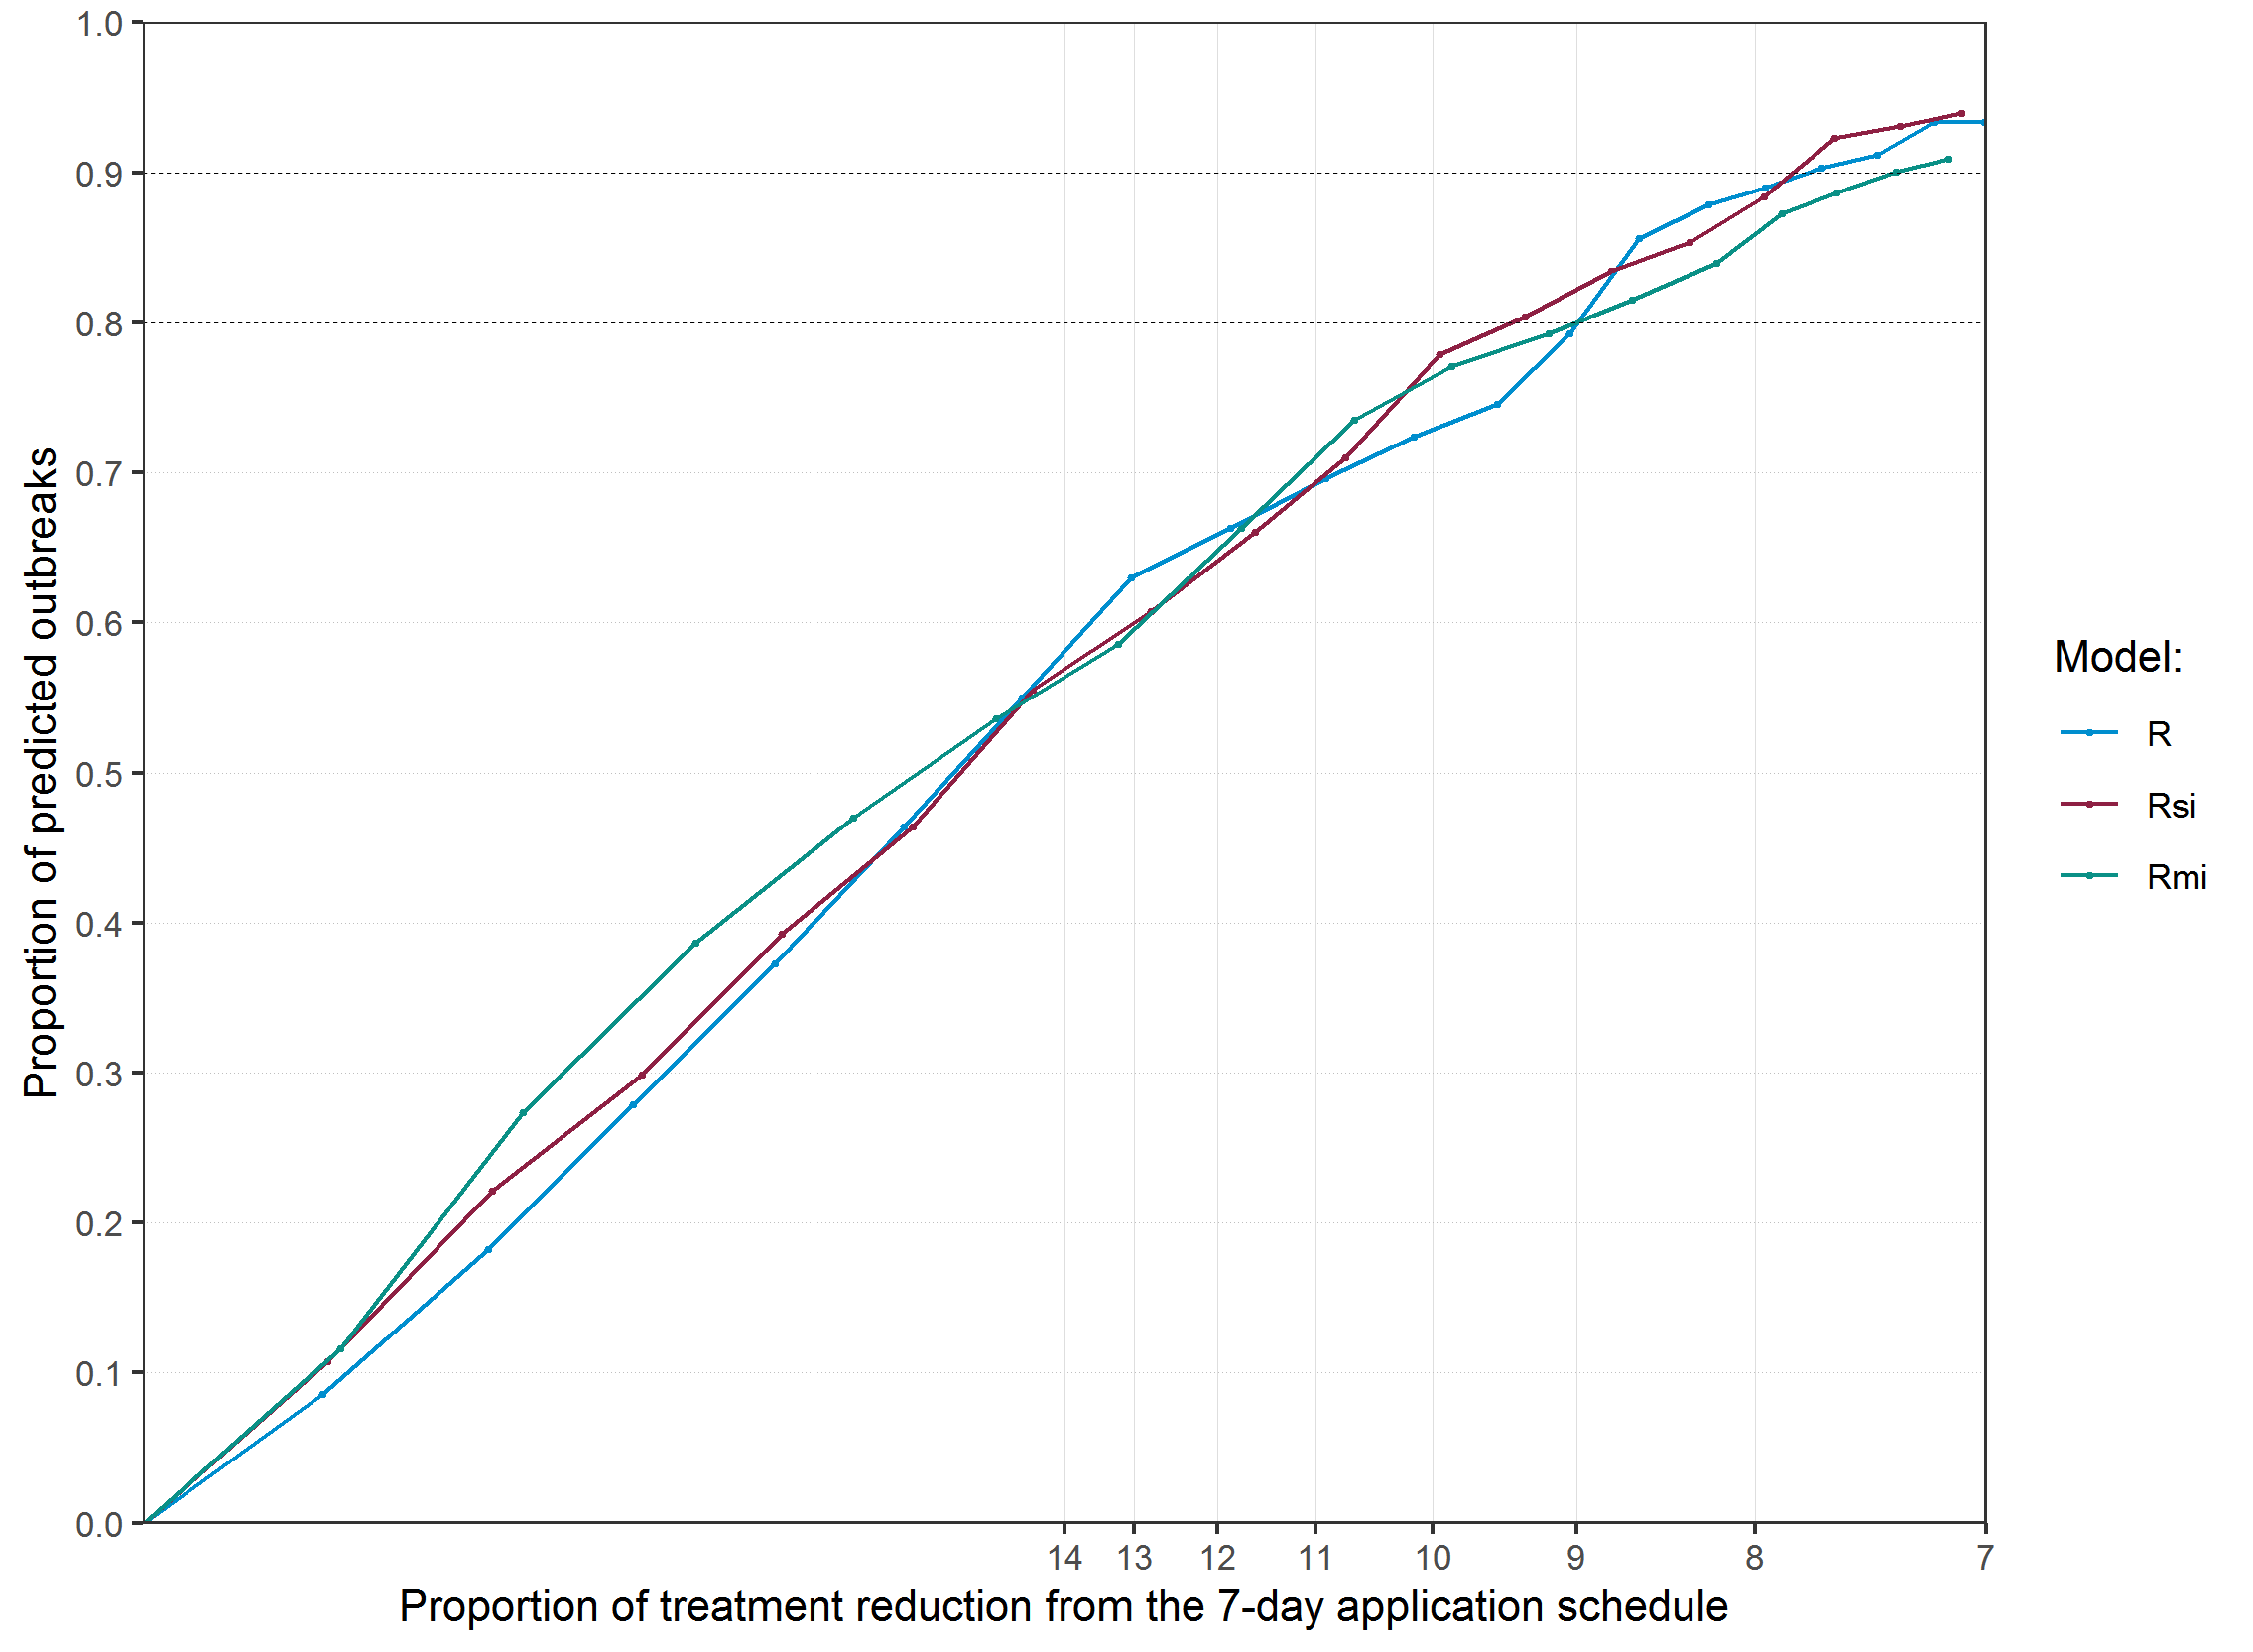 1.0
0.9
0.8
0.7
0.6
0.5
0.4
0.3
0.2
0.1
0.0
Proportion of predicted outbreaks
14 13 12 11 10 9 8 7
Proportion of treatment reduction from the 7-day application schedule
Model:
R
Rsi
Rmi